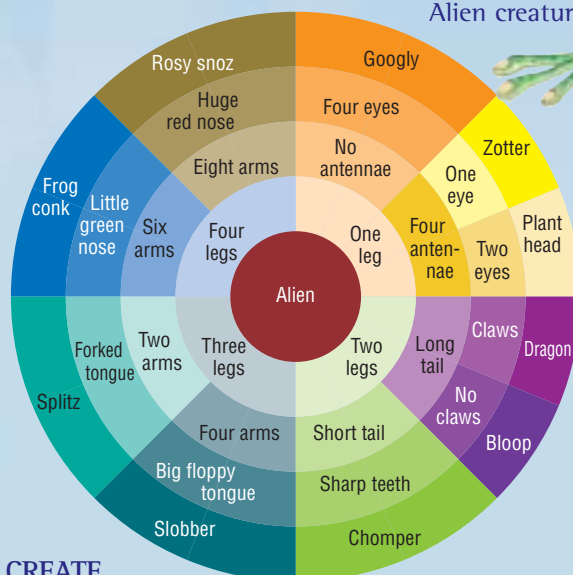 Alien creatur
Rosy snoz
Googly
Huge
red nose
Four eyes
Eight arms
No
antennae
Zotter
One
eye
Frog
conk
Little
green
nose
Six
arms
Four
legs
One
leg
Four
anten-
nae
Two
eyes
Plant
head
Alien
Splitz
Forked
tongue
Two
arms
Three
legs
Two
legs
Long
tail
Claws
Dragon
No
claws
Bloop
Four arms
Short tail
Big floppy
tongue
Sharp teeth
Slobber
Chomper
CREATE